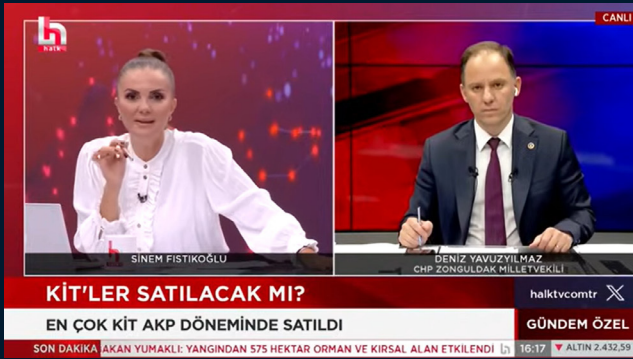 CANLI
halktv
SİNEM FISTIKOĞLU
DENİZ YAVUZYILMAZ
CHP ZONGULDAK MİLLETVEKİLİ
KİT'LER SATILACAK MI?
halktvcomtr X
EN ÇOK KİT AKP DÖNEMİNDE SATILDI
GÜNDEM ÖZEL
SON DAKİKA AKAN YUMAKLI: YANGINDAN 575 HEKTAR ORMAN VE KIRSAL ALAN ETKİLENDİ 16:17 ▼ ALTIN 2.432,59